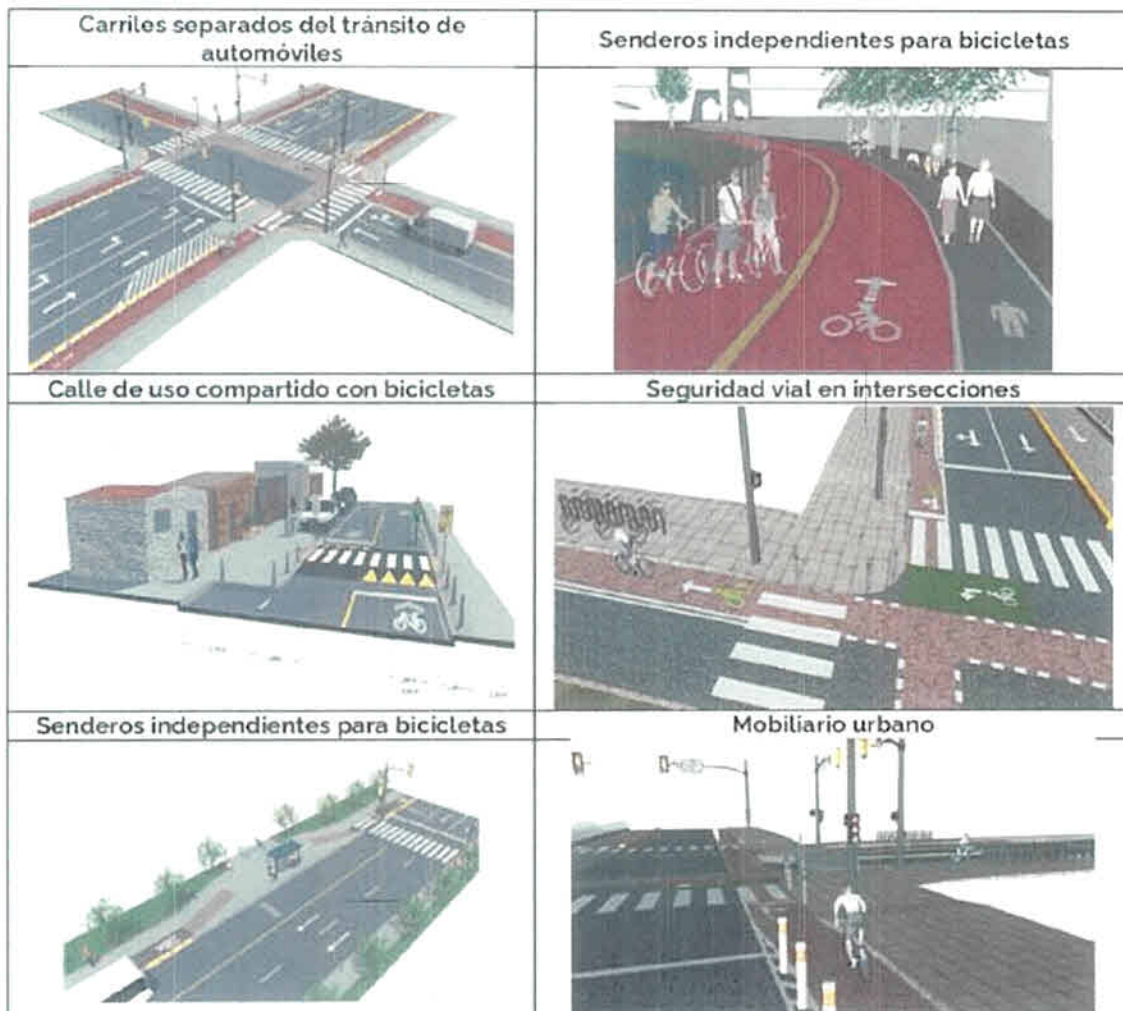 Carriles separados del tránsito de
automóviles
Senderos independientes para bicicletas
Calle de uso compartido con bicicletas
Seguridad vial en intersecciones
Senderos independientes para bicicletas
Mobiliario urbano